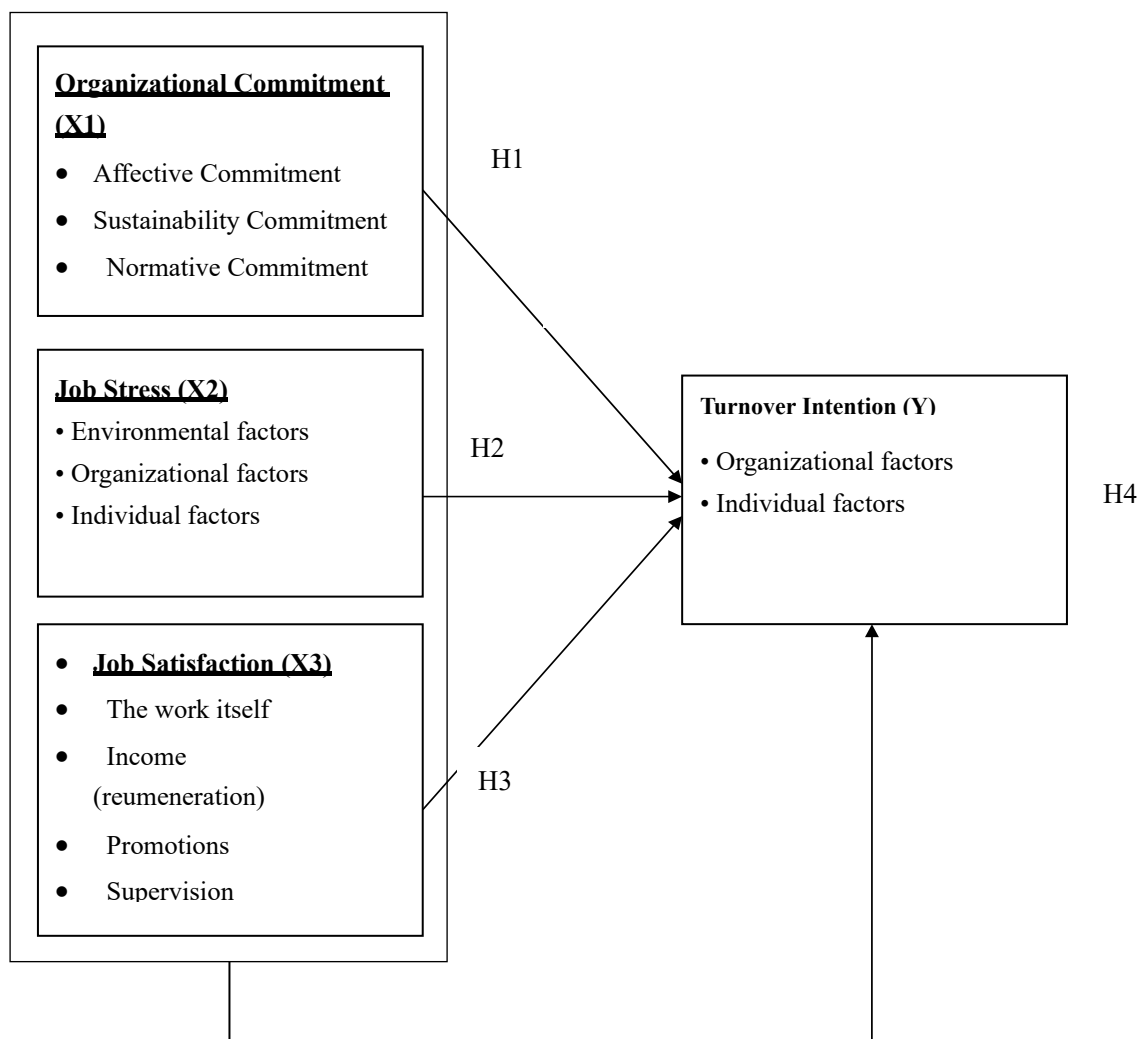 Organizational Commitment
(X1)
• Affective Commitment
• Sustainability Commitment
• Normative Commitment
H1
Job Stress (X2)
• Environmental factors
• Organizational factors
• Individual factors
H2
Turnover Intention (Y)
• Organizational factors
• Individual factors
H4
• Job Satisfaction (X3)
• The work itself
• Income
(reumeneration)
• Promotions
• Supervision
H3